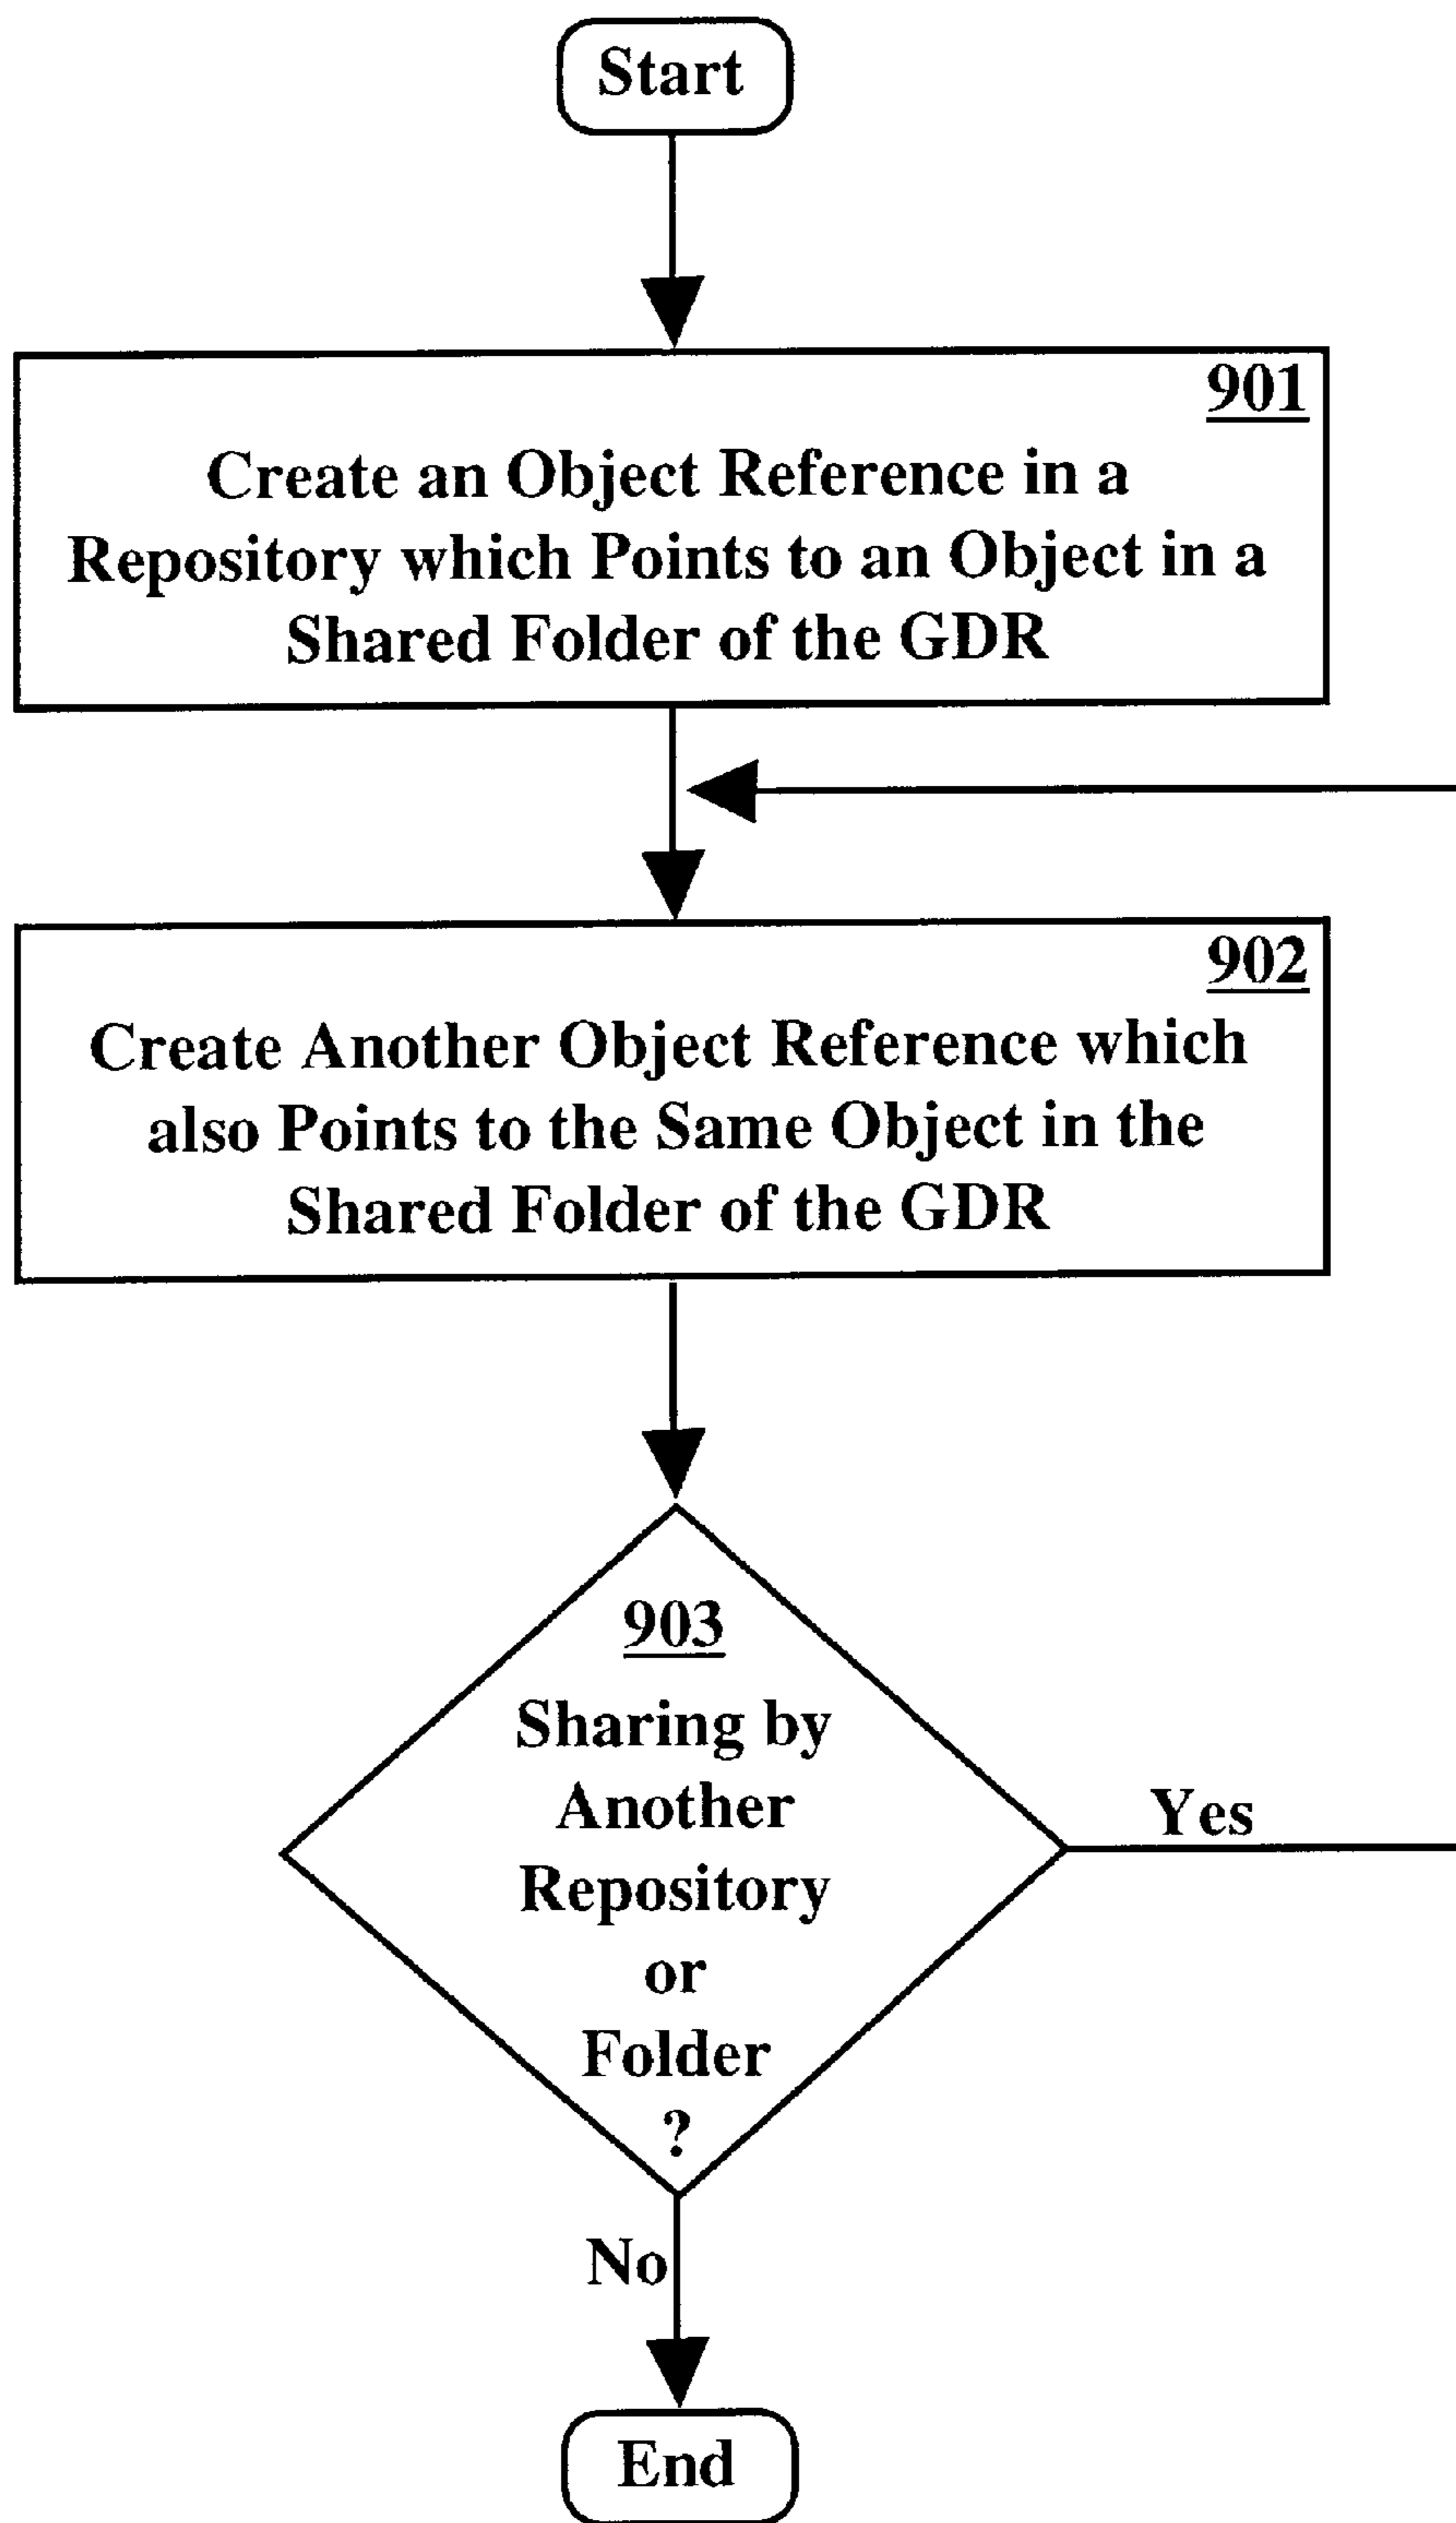 Start
901
Create an Object Reference in a
Repository which Points to an Object in a
Shared Folder of the GDR
902
Create Another Object Reference which
also Points to the Same Object in the
Shared Folder of the GDR
903
Sharing by
Another
Repository
or
Folder
?
Yes
No
End